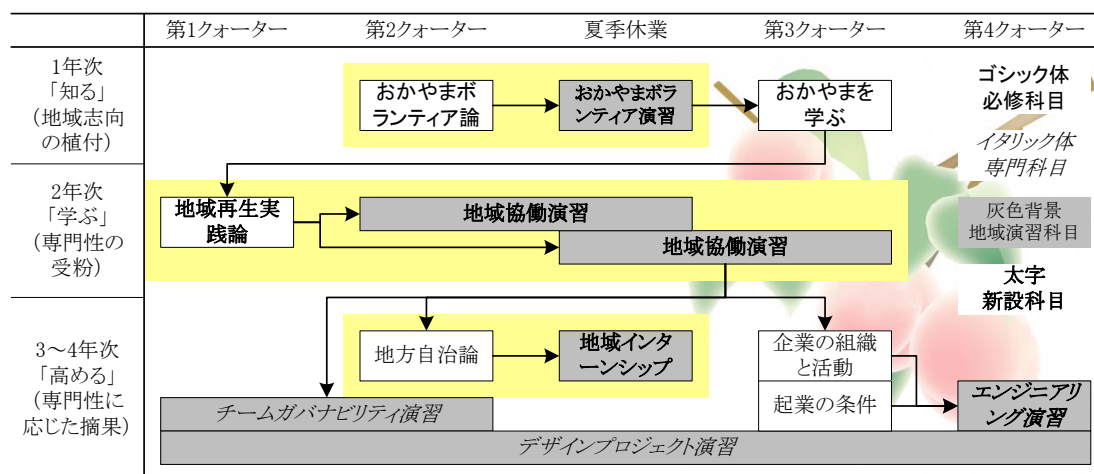 第1クォーター 第2クォーター 夏季休業 第3クォーター 第4クォーター
1年次
「知る」
(地域志向
の植付)
おかやまボ
ランティア論
おかやまボラ
ンティア演習
おかやまを
学ぶ
ゴシック体
必修科目
イタリック体
専門科目
2年次
「学ぶ」
(専門性の
受粉)
地域再生実
践論
地域協働演習
地域協働演習
灰色背景
地域演習科目
太字
新設科目
3～4年次
「高める」
(専門性に
応じた摘果)
地方自治論
地域インタ
ーンシップ
企業の組織
と活動
起業の条件
チームガバナビリティ演習
エンジニアリ
ング演習
デザインプロジェクト演習